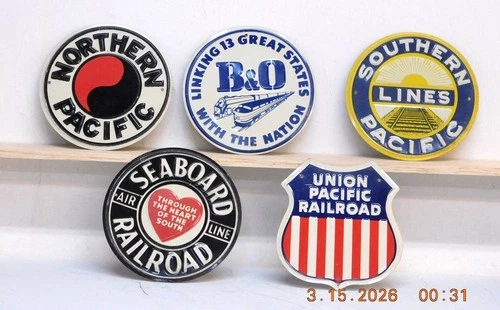 NORTHERN
PACIFIC
LINKING 13 GREAT STATES
B&O
WITH THE NATION
SOUTHERN
LINES
PACIFIC
SEABOARD
AIR LINE
THROUGH
THE HEART
OF THE
SOUTH
RAILROAD
UNION
PACIFIC
RAILROAD
3.15.2026 00:31